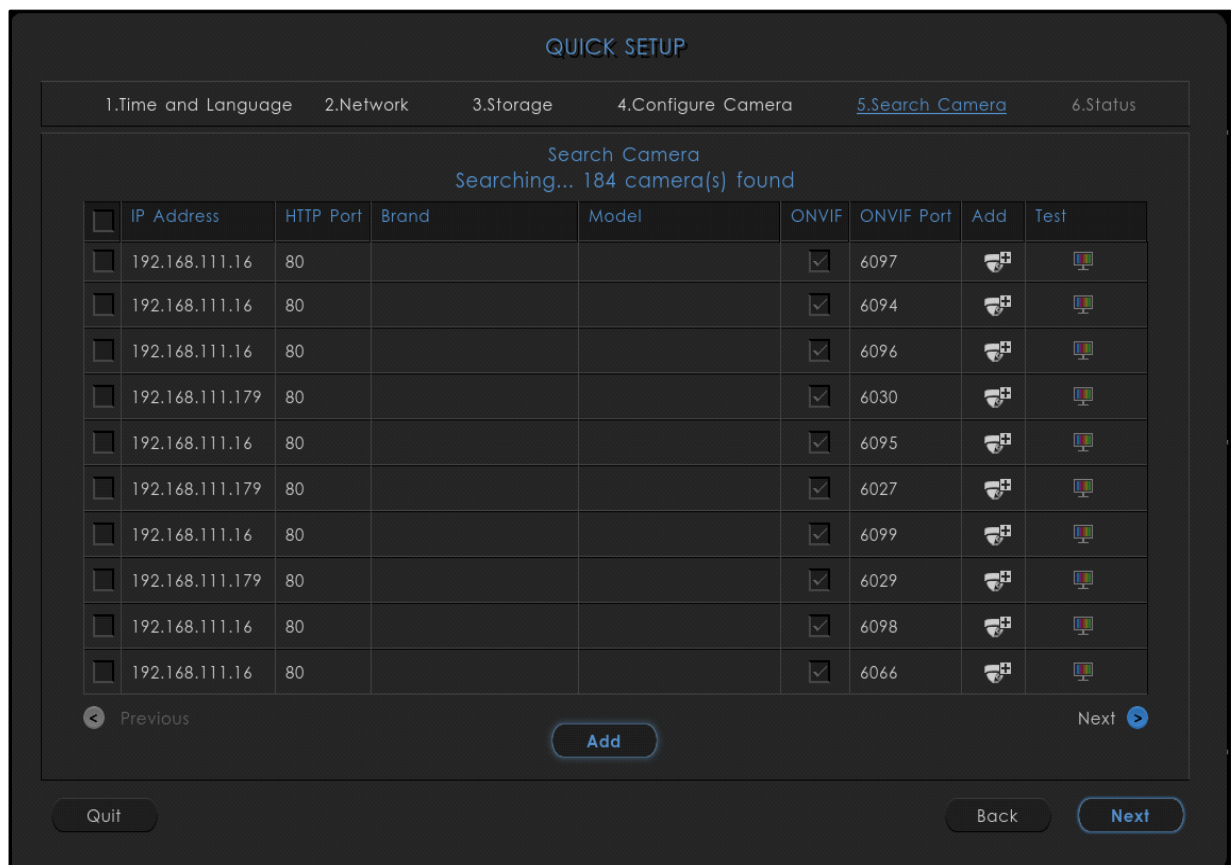 QUICK SETUP
1.Time and Language 2.Network 3.Storage 4.Configure Camera 5.Search Camera 6.Status
Search Camera
Searching... 184 camera(s) found
IP Address HTTP Port Brand Model ONVIF ONVIF Port Add Test
192.168.111.16 80 6097
192.168.111.16 80 6094
192.168.111.16 80 6096
192.168.111.179 80 6030
192.168.111.16 80 6095
192.168.111.179 80 6027
192.168.111.16 80 6099
192.168.111.179 80 6029
192.168.111.16 80 6098
192.168.111.16 80 6066
Previous Next
Add
Quit Back Next